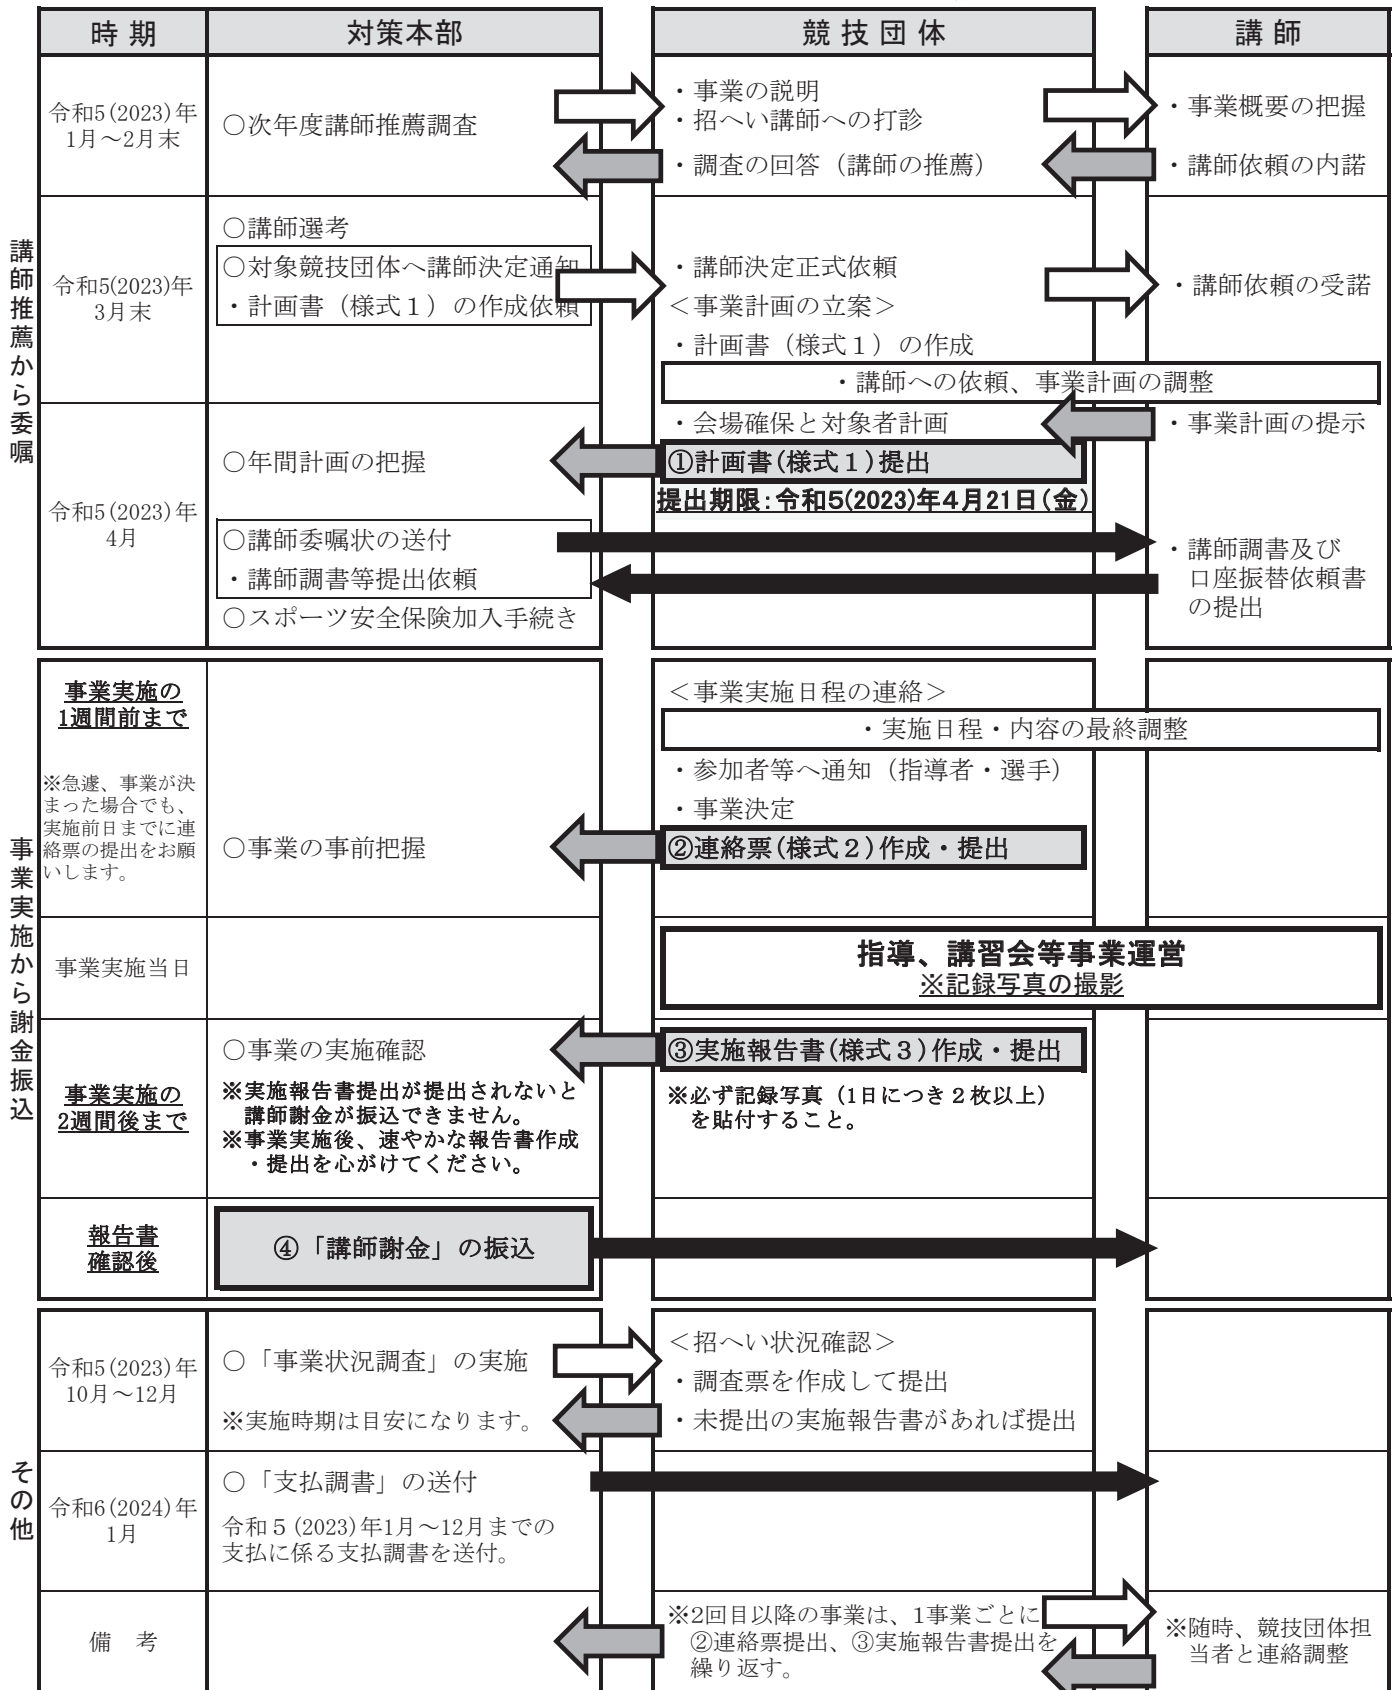 時 期
対策本部
競 技 団 体
講 師
講師推薦から委嘱
令和5(2023)年
1月～2月末
○次年度講師推薦調査
・事業の説明
・招へい講師への打診
・調査の回答（講師の推薦）
・事業概要の把握
・講師依頼の内諾
令和5(2023)年
3月末
○講師選考
○対象競技団体へ講師決定通知
・計画書（様式１）の作成依頼
・講師決定正式依頼
＜事業計画の立案＞
・計画書（様式１）の作成
・講師依頼の受諾
・講師への依頼、事業計画の調整
令和5(2023)年
4月
○年間計画の把握
○講師委嘱状の送付
・講師調書等提出依頼
○スポーツ安全保険加入手続き
・会場確保と対象者計画
①計画書(様式１)提出
提出期限：令和5(2023)年4月21日(金)
・事業計画の提示
・講師調書及び
口座振替依頼書
の提出
事業実施から謝金振込
事業実施の
1週間前まで
※急遽、事業が決
まった場合でも、
実施前日までに連
絡票の提出をお願
いします。
○事業の事前把握
＜事業実施日程の連絡＞
・実施日程・内容の最終調整
・参加者等へ通知（指導者・選手）
・事業決定
②連絡票(様式２)作成・提出
事業実施当日
指導、講習会等事業運営
※記録写真の撮影
事業実施の
2週間後まで
○事業の実施確認
※実施報告書提出が提出されないと
講師謝金が振込できません。
※事業実施後、速やかな報告書作成
・提出を心がけてください。
③実施報告書(様式３)作成・提出
※必ず記録写真（1日につき２枚以上）
を貼付すること。
報告書
確認後
④「講師謝金」の振込
その他
令和5(2023)年
10月～12月
○「事業状況調査」の実施
※実施時期は目安になります。
＜招へい状況確認＞
・調査票を作成して提出
・未提出の実施報告書があれば提出
令和6(2024)年
1月
○「支払調書」の送付
令和５(2023)年1月～12月までの
支払に係る支払調書を送付。
備　考
※2回目以降の事業は、1事業ごとに
②連絡票提出、③実施報告書提出を
繰り返す。
※随時、競技団体担
当者と連絡調整